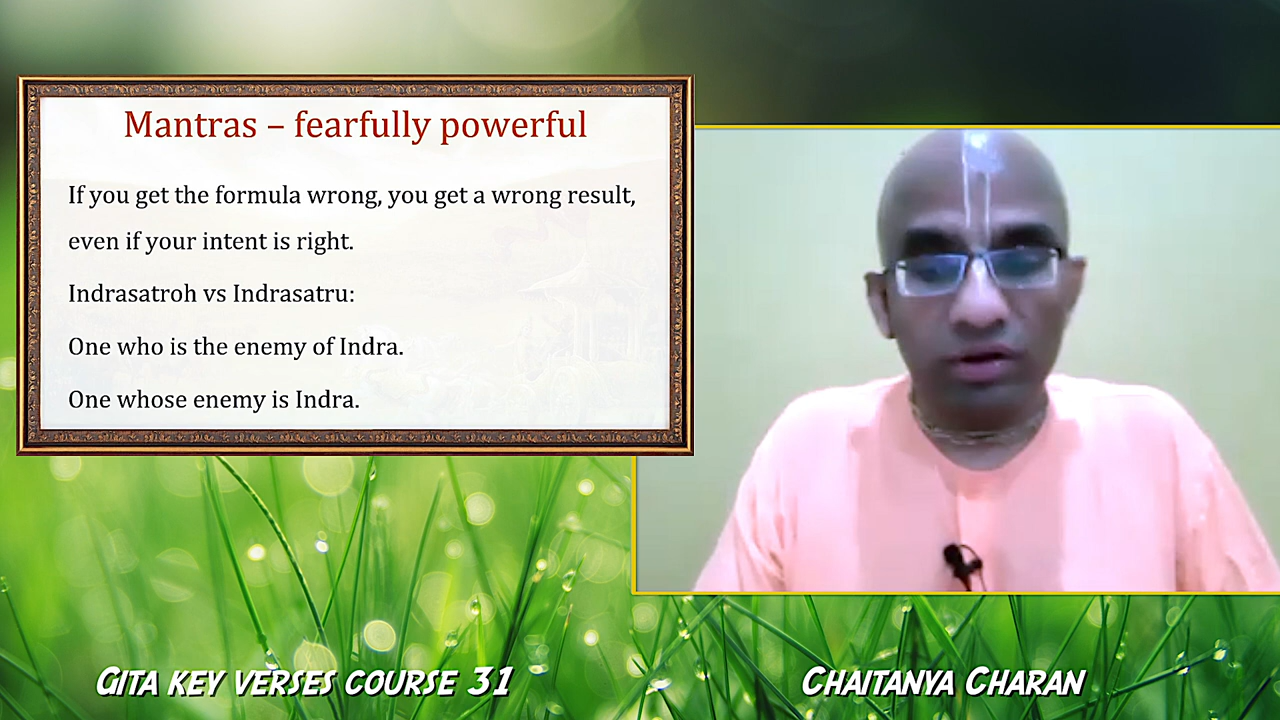 Mantras – fearfully powerful
If you get the formula wrong, you get a wrong result,
even if your intent is right.
Indrasatroh vs Indrasatru:
One who is the enemy of Indra.
One whose enemy is Indra.
GITA KEY VERSES COURSE 31
CHAITANYA CHARAN